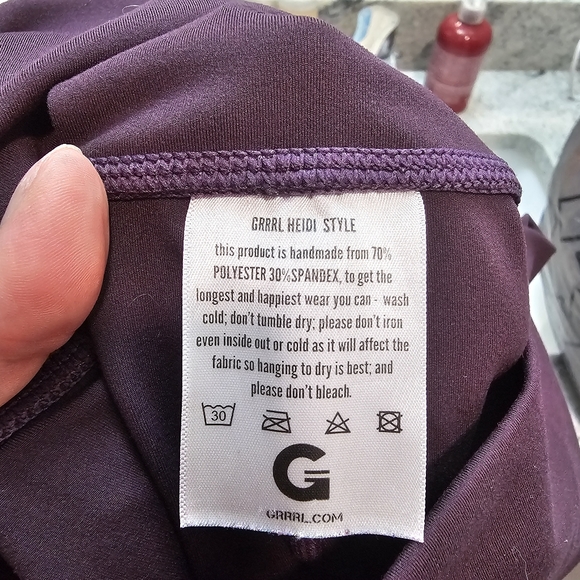 GRRRL HEIDI STYLE
this product is handmade from 70%
POLYESTER 30%SPANDEX, to get the
longest and happiest wear you can - wash
cold; don't tumble dry; please don't iron
even inside out or cold as it will affect the
fabric so hanging to dry is best; and
please don't bleach.
30
G
GRRRL.COM